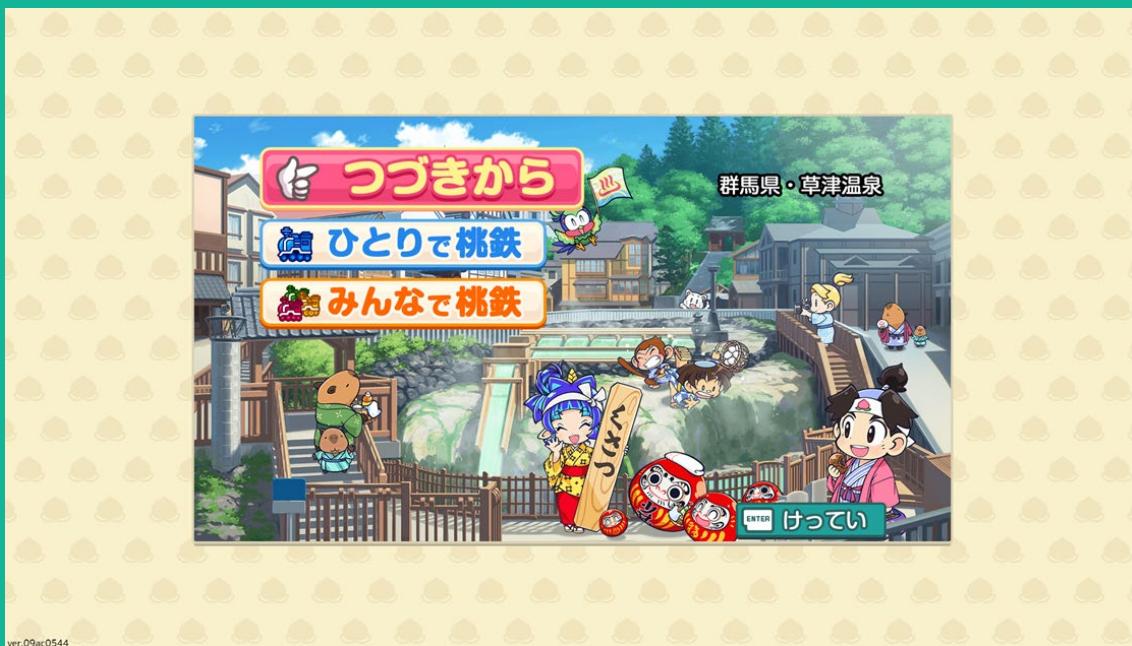 つづきから
群馬県・草津温泉
ひとりで桃鉄
みんなで桃鉄
くさつ
ENTER けってい
ver.09ac0544